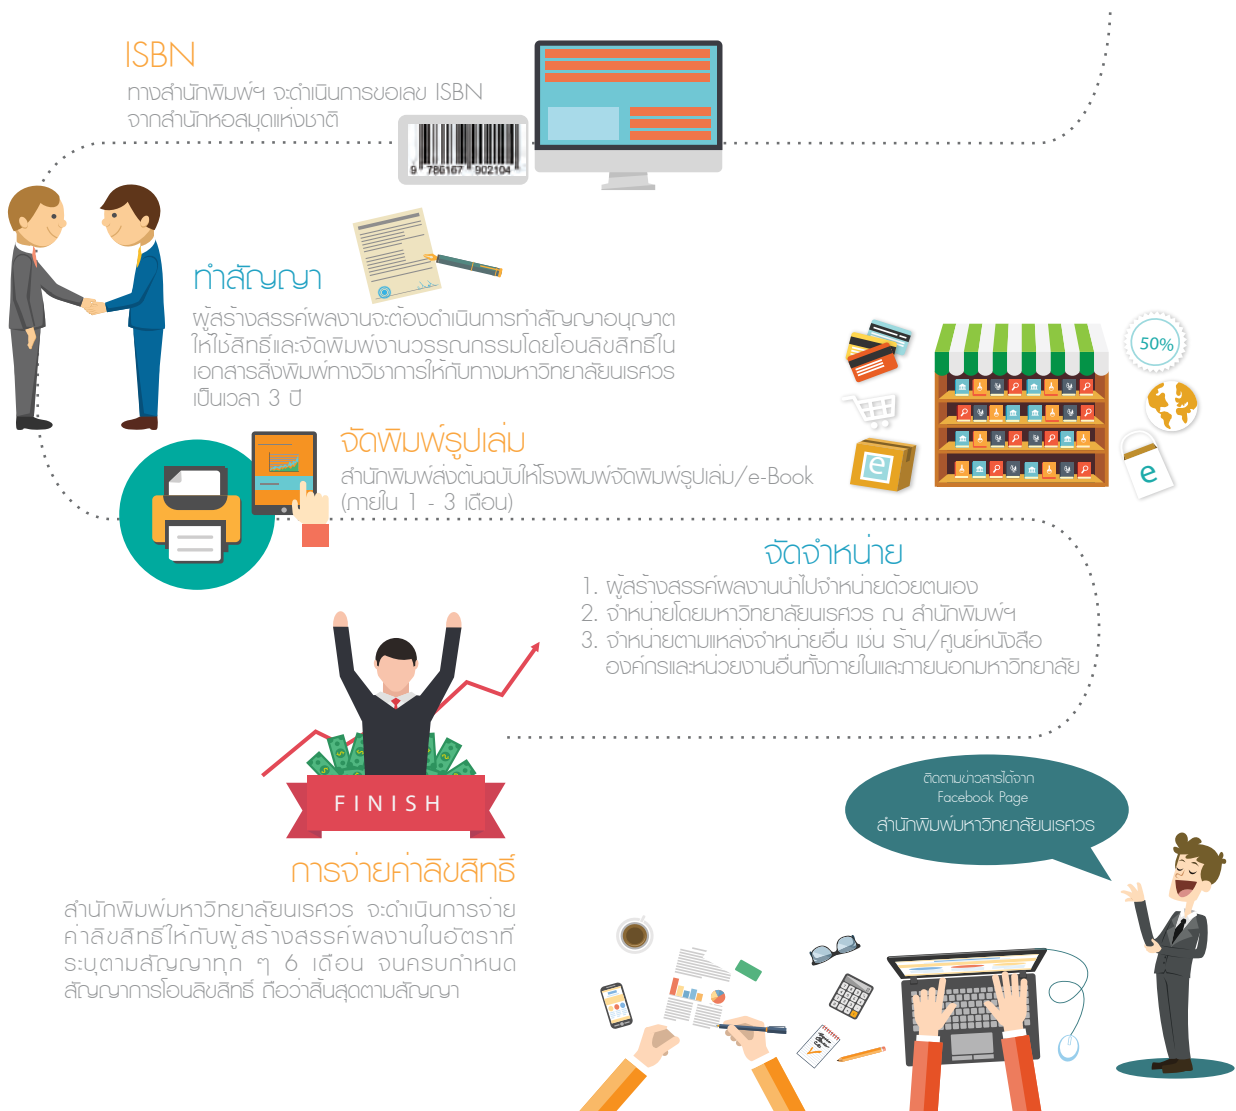 ISBN
ทางสำนักพิมพ์ฯ จะดำเนินการขอเลข ISBN
จากสำนักหอสมุดแห่งชาติ
9 786167 902104
ทำสัญญา
ผู้สร้างสรรค์ผลงานจะต้องดำเนินการทำสัญญาอนุญาต
ให้ใช้สิทธิ์และจัดพิมพ์งานวรรณกรรมโดยโอนลิขสิทธิ์ใน
เอกสารสิ่งพิมพ์ทางวิชาการให้กับทางมหาวิทยาลัยนเรศวร
เป็นเวลา 3 ปี
50%
e
e
จัดพิมพ์รูปเล่ม
สำนักพิมพ์ส่งต้นฉบับให้โรงพิมพ์จัดพิมพ์รูปเล่ม/e-Book
(ภายใน 1 - 3 เดือน)
จัดจำหน่าย
1. ผู้สร้างสรรค์ผลงานนำไปจำหน่ายด้วยตนเอง
2. จำหน่ายโดยมหาวิทยาลัยนเรศวร ณ สำนักพิมพ์ฯ
3. จำหน่ายตามแหล่งจำหน่ายอื่น เช่น ร้าน/ศูนย์หนังสือ
องค์กรและหน่วยงานอื่นทั้งภายในและภายนอกมหาวิทยาลัย
FINISH
การจ่ายค่าลิขสิทธิ์
สำนักพิมพ์มหาวิทยาลัยนเรศวร จะดำเนินการจ่าย
ค่าลิขสิทธิ์ให้กับผู้สร้างสรรค์ผลงานในอัตราที่
ระบุตามสัญญาทุก ๆ 6 เดือน จนครบกำหนด
สัญญาการโอนลิขสิทธิ์ ถือว่าสิ้นสุดตามสัญญา
ติดตามข่าวสารได้จาก
Facebook Page
สำนักพิมพ์มหาวิทยาลัยนเรศวร